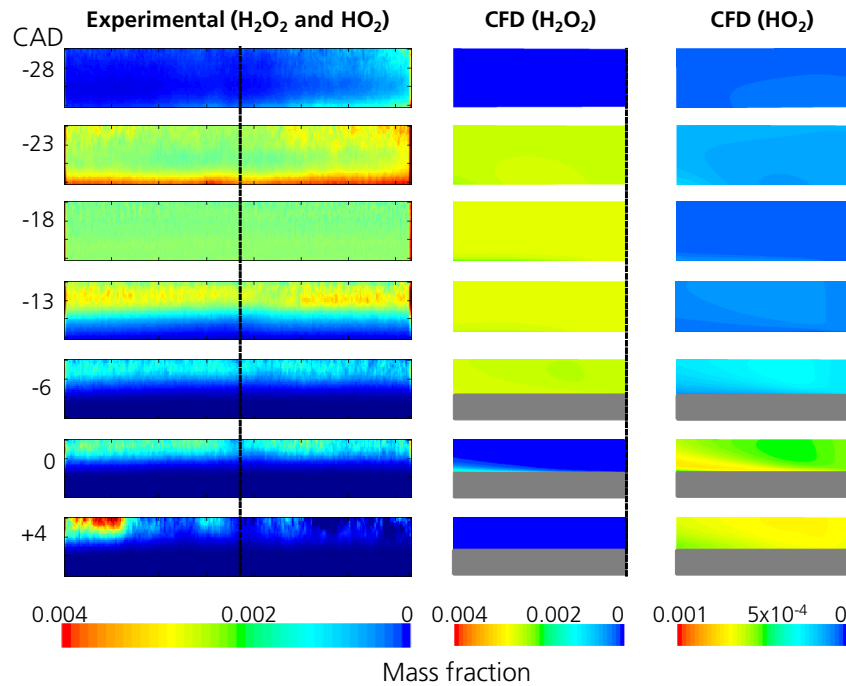 Experimental (H₂O₂ and HO₂) CFD (H₂O₂) CFD (HO₂)
CAD
-28
-23
-18
-13
-6
0
+4
0.004 0.002 0 0.004 0.002 0 0.001 5x10⁻⁴ 0
Mass fraction